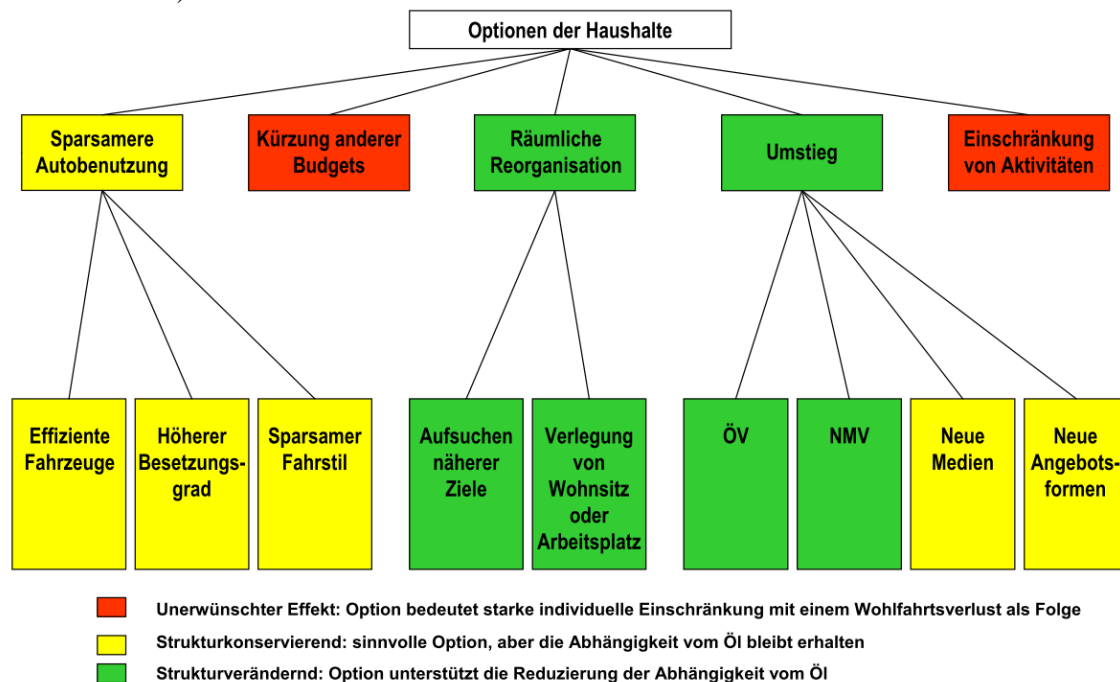 )
Optionen der Haushalte
Sparsamere
Autobenutzung
Kürzung anderer
Budgets
Räumliche
Reorganisation
Umstieg
Einschränkung
von Aktivitäten
Effiziente
Fahrzeuge
Höherer
Besetzungs-
grad
Sparsamer
Fahrstil
Aufsuchen
näherer
Ziele
Verlegung
von
Wohnsitz
oder
Arbeitsplatz
ÖV
NMV
Neue
Medien
Neue
Angebots-
formen
Unerwünschter Effekt: Option bedeutet starke individuelle Einschränkung mit einem Wohlfahrtsverlust als Folge
Strukturkonservierend: sinnvolle Option, aber die Abhängigkeit vom Öl bleibt erhalten
Strukturverändernd: Option unterstützt die Reduzierung der Abhängigkeit vom Öl